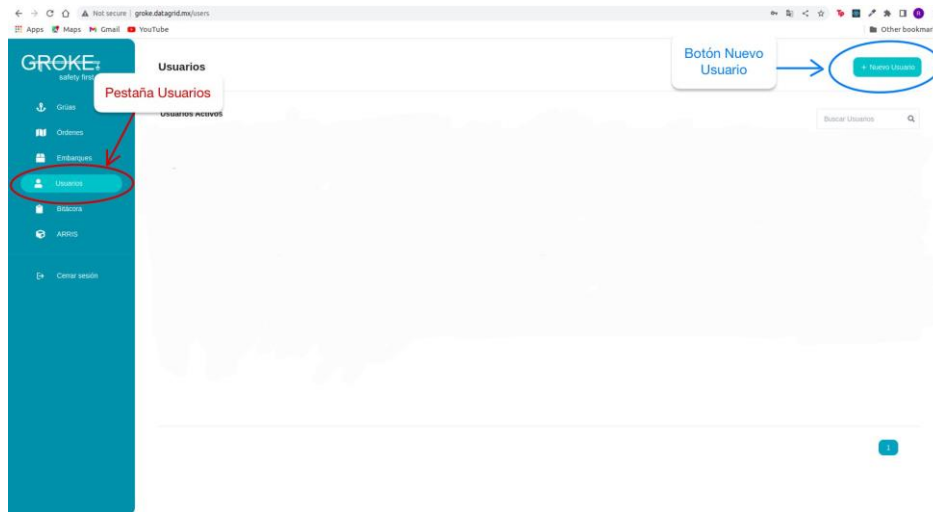 Not secure | groke.datagrid.mx/users
Apps Maps Gmail YouTube Other bookmar
GROKE
safety first
Usuarios
Botón Nuevo
Usuario
+ Nuevo Usuario
Pestaña Usuarios
Usuarios Activos
Buscar Usuarios
Grúas
Ordenes
Embarques
Usuarios
Bitácora
ARRIS
Cerrar sesión
1